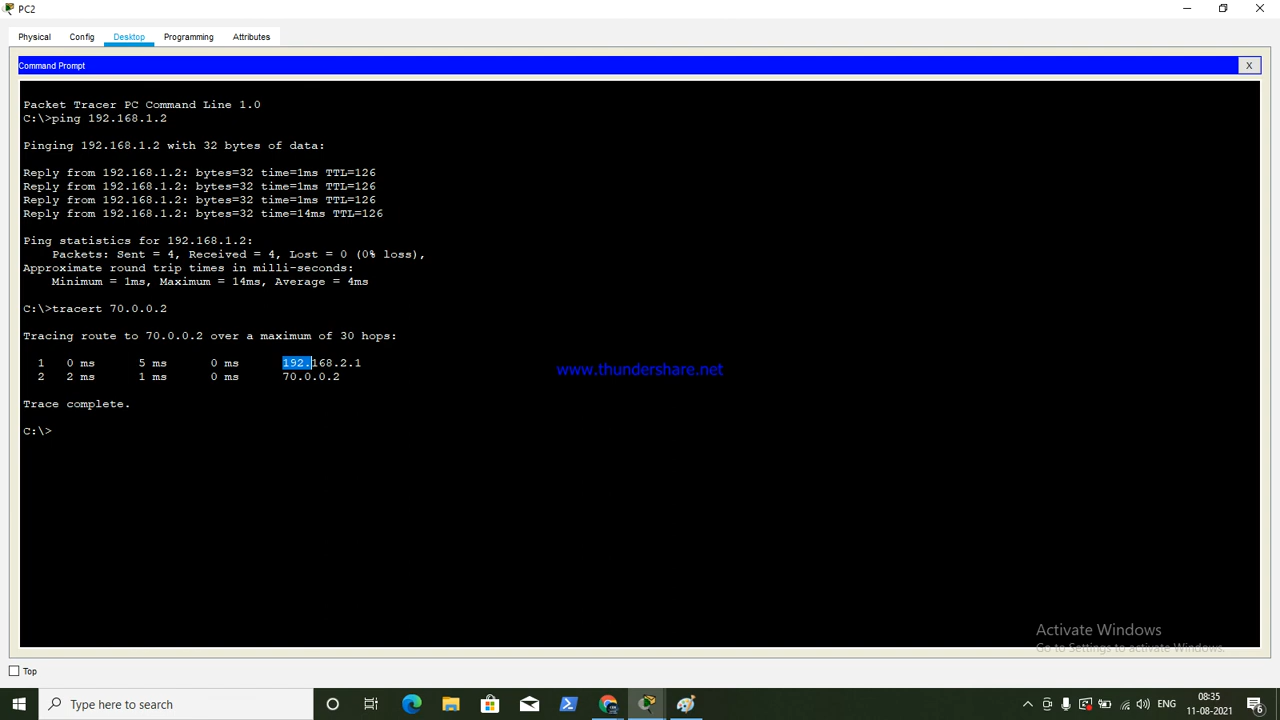 PC2
Physical Config Desktop Programming Attributes
Command Prompt X
Packet Tracer PC Command Line 1.0
C:\>ping 192.168.1.2
Pinging 192.168.1.2 with 32 bytes of data:
Reply from 192.168.1.2: bytes=32 time=1ms TTL=126
Reply from 192.168.1.2: bytes=32 time=1ms TTL=126
Reply from 192.168.1.2: bytes=32 time=1ms TTL=126
Reply from 192.168.1.2: bytes=32 time=14ms TTL=126
Ping statistics for 192.168.1.2:
Packets: Sent = 4, Received = 4, Lost = 0 (0% loss),
Approximate round trip times in milli-seconds:
Minimum = 1ms, Maximum = 14ms, Average = 4ms
C:\>tracert 70.0.0.2
Tracing route to 70.0.0.2 over a maximum of 30 hops:
1 0 ms 5 ms 0 ms 192.168.2.1
2 2 ms 1 ms 0 ms 70.0.0.2
Trace complete.
C:\>
www.thundershare.net
Activate Windows
Go to Settings to activate Windows.
Top
Type here to search
ENG
08:35
11-08-2021
6